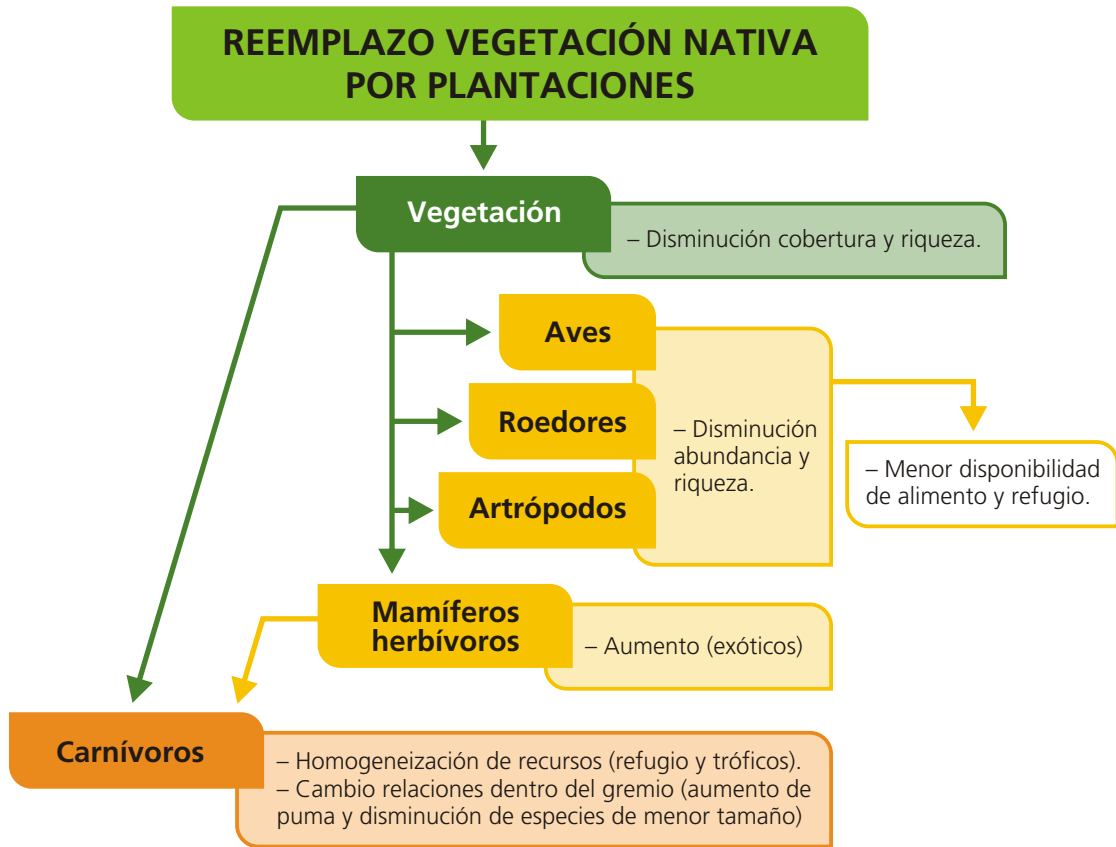 REEMPLAZO VEGETACIÓN NATIVA
POR PLANTACIONES
Vegetación
– Disminución cobertura y riqueza.
Aves
Roedores
Artrópodos
– Disminución
abundancia y
riqueza.
– Menor disponibilidad
de alimento y refugio.
Mamíferos
herbívoros
– Aumento (exóticos)
Carnívoros
– Homogeneización de recursos (refugio y tróficos).
– Cambio relaciones dentro del gremio (aumento de
puma y disminución de especies de menor tamaño)